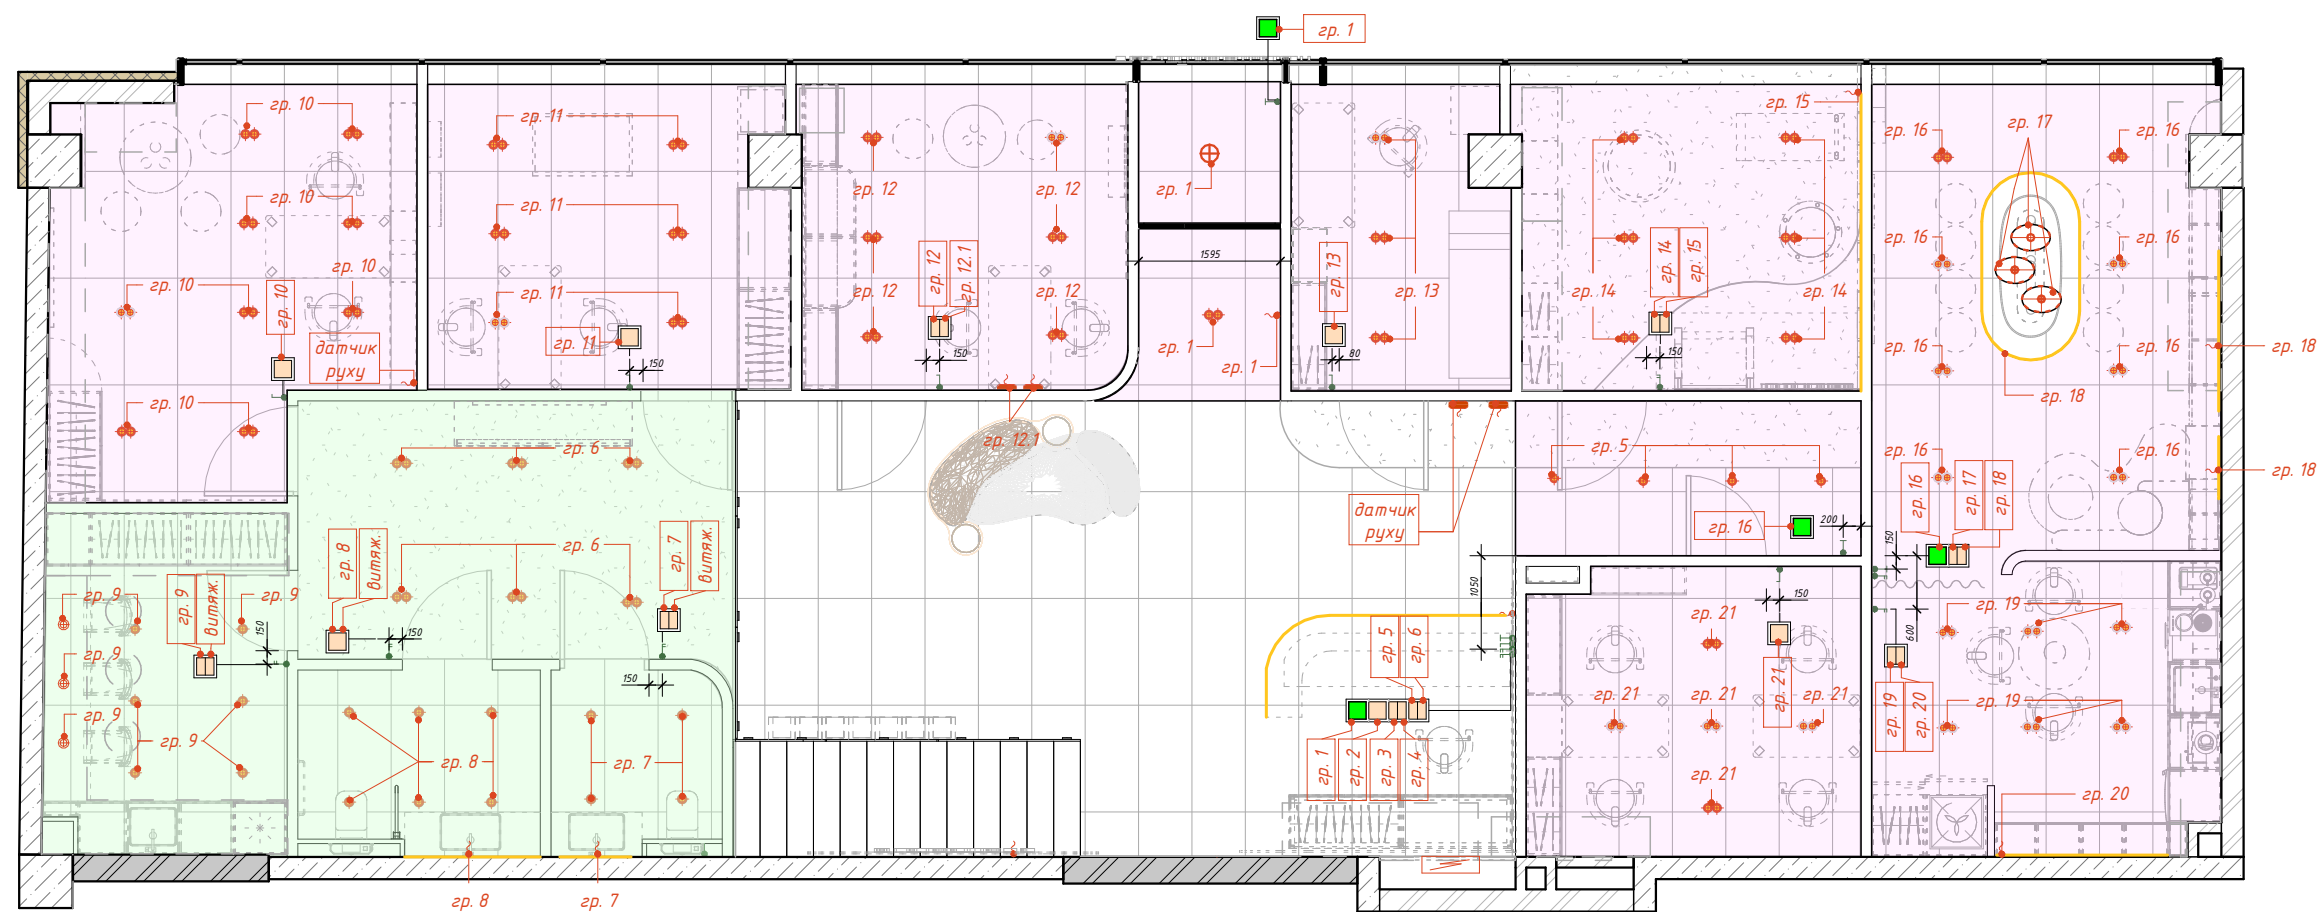 гр. 1
гр. 10
гр. 11
гр. 15
гр. 17
гр. 16
гр. 16
гр. 12
гр. 12
гр. 1
гр. 10
гр. 11
гр. 16
гр. 16
гр. 10
гр. 12
гр. 12.1
1595
гр. 13
гр. 14
гр. 15
гр. 10
гр. 10
гр. 11
гр. 12
гр. 12
гр. 13
гр. 14
гр. 14
датчик
руху
гр. 11
150
150
гр. 1
гр. 1
80
150
гр. 16
гр. 16
гр. 18
гр. 10
гр. 18
гр. 6
гр. 12.1
гр. 5
гр. 16
гр. 16
гр. 18
гр. 16
гр. 17
гр. 18
датчик
руху
гр. 16
200
150
гр. 6
гр. 8
витяж.
гр. 7
витяж.
1050
гр. 9
гр. 9
гр. 9
витяж.
150
150
гр. 5
гр. 6
гр. 21
150
600
гр. 19
гр. 9
150
гр. 21
гр. 21
гр. 21
гр. 21
гр. 19
гр. 20
гр. 19
гр. 9
гр. 9
гр. 8
гр. 7
гр. 1
гр. 2
гр. 3
гр. 4
гр. 21
гр. 20
гр. 8
гр. 7